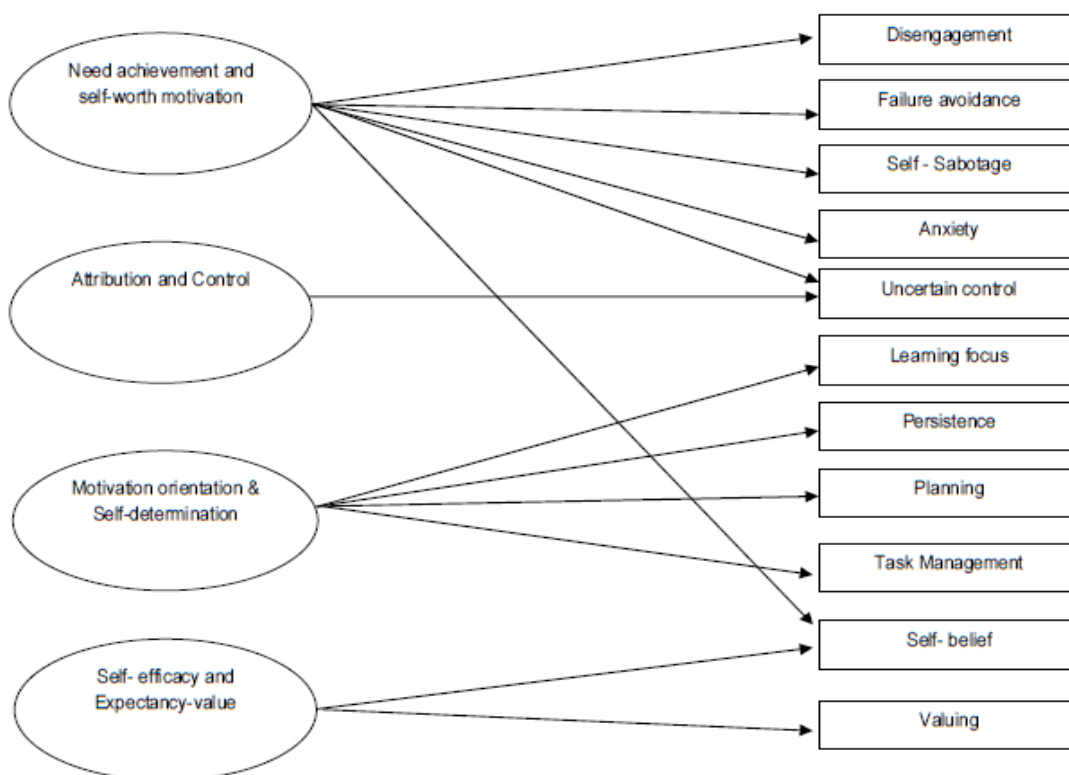 Need achievement and
self-worth motivation
Attribution and Control
Motivation orientation &
Self-determination
Self- efficacy and
Expectancy-value
Disengagement
Failure avoidance
Self - Sabotage
Anxiety
Uncertain control
Learning focus
Persistence
Planning
Task Management
Self- belief
Valuing